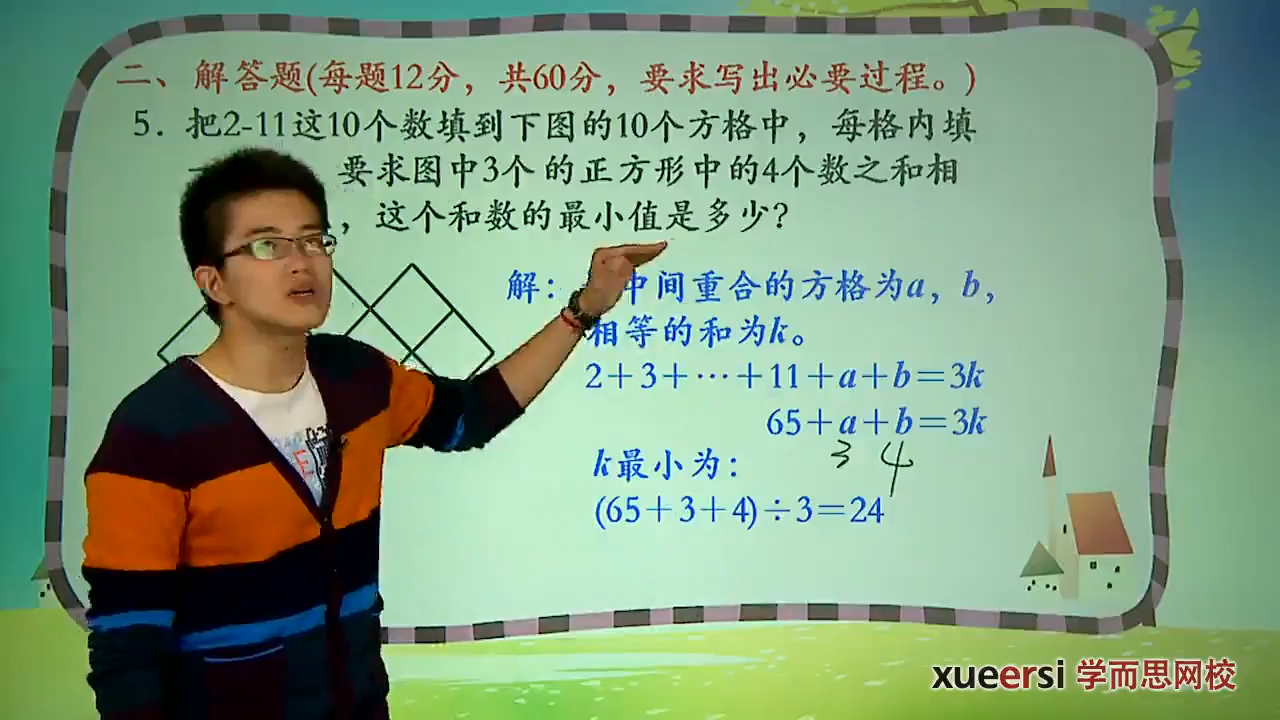 二、解答题(每题12分，共60分，要求写出必要过程。)
5. 把2-11这10个数填到下图的10个方格中，每格内填
要求图中3个的正方形中的4个数之和相
，这个和数的最小值是多少？
解： 中间重合的方格为a，b，
相等的和为k。
2+3+…+11+a+b=3k
65+a+b=3k
3 4
k最小为：
(65+3+4)÷3=24
xueersi 学而思网校